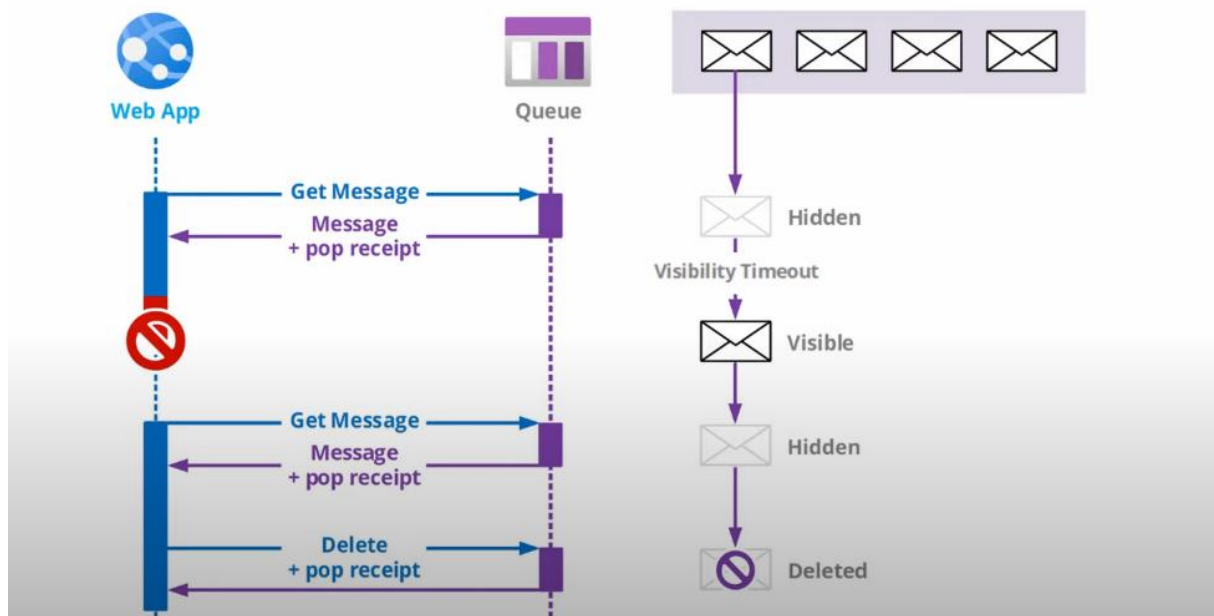 Web App
Queue
Get Message
Message
+ pop receipt
Hidden
Visibility Timeout
Visible
Get Message
Message
+ pop receipt
Hidden
Delete
+ pop receipt
Deleted